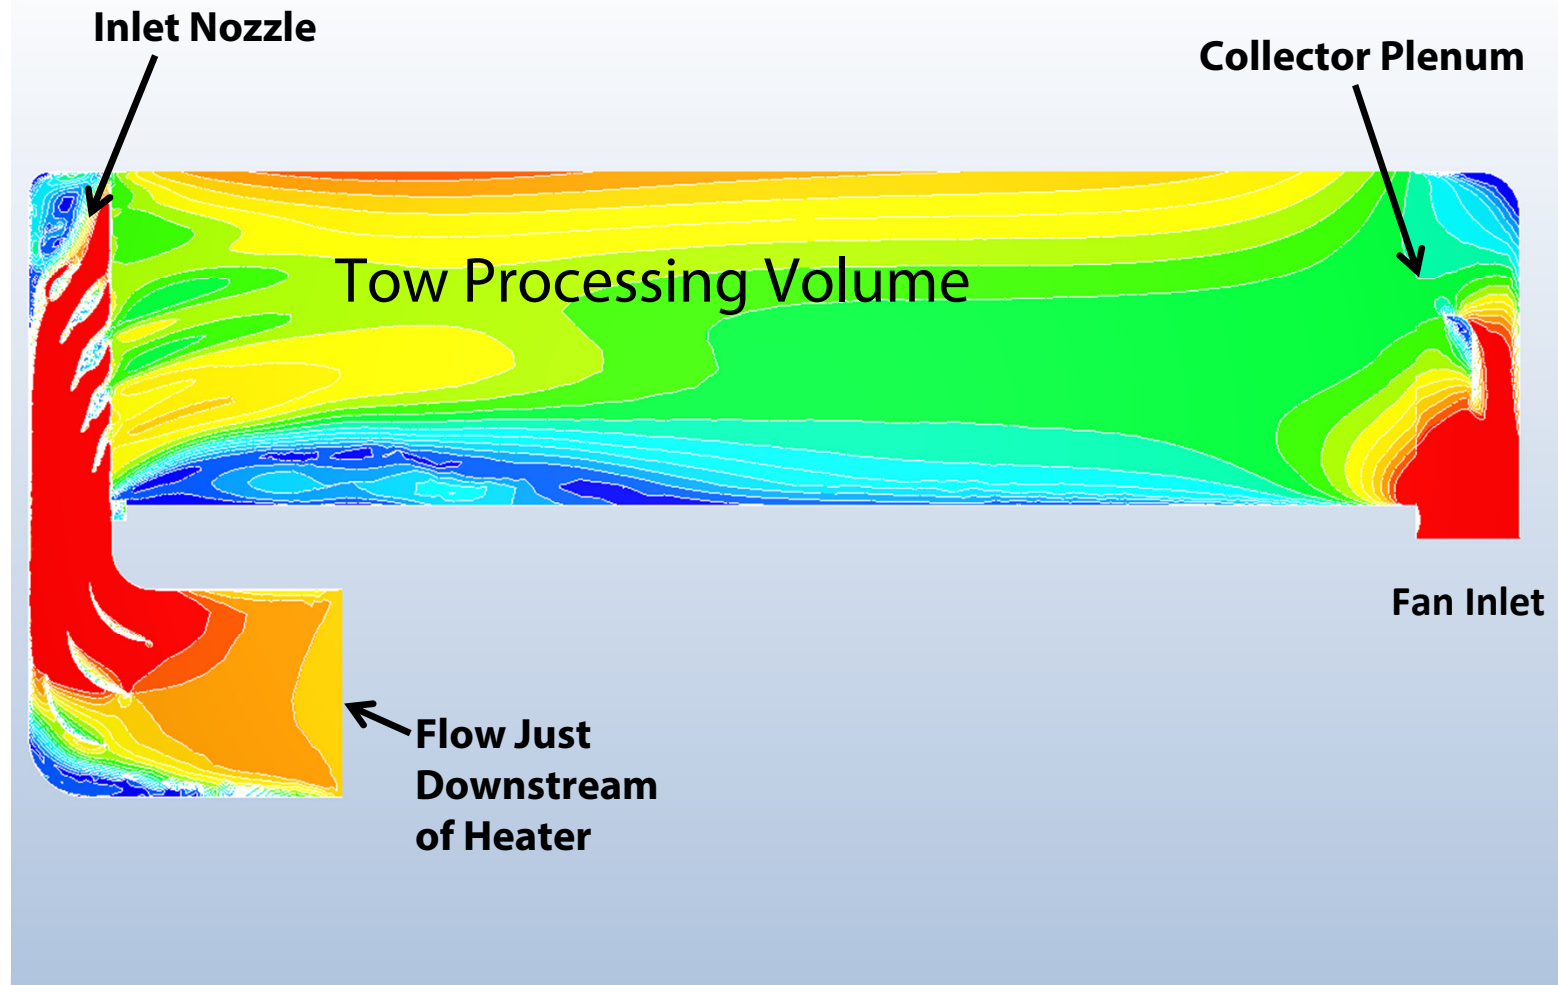 Inlet Nozzle
Collector Plenum
Tow Processing Volume
Fan Inlet
Flow Just
Downstream
of Heater